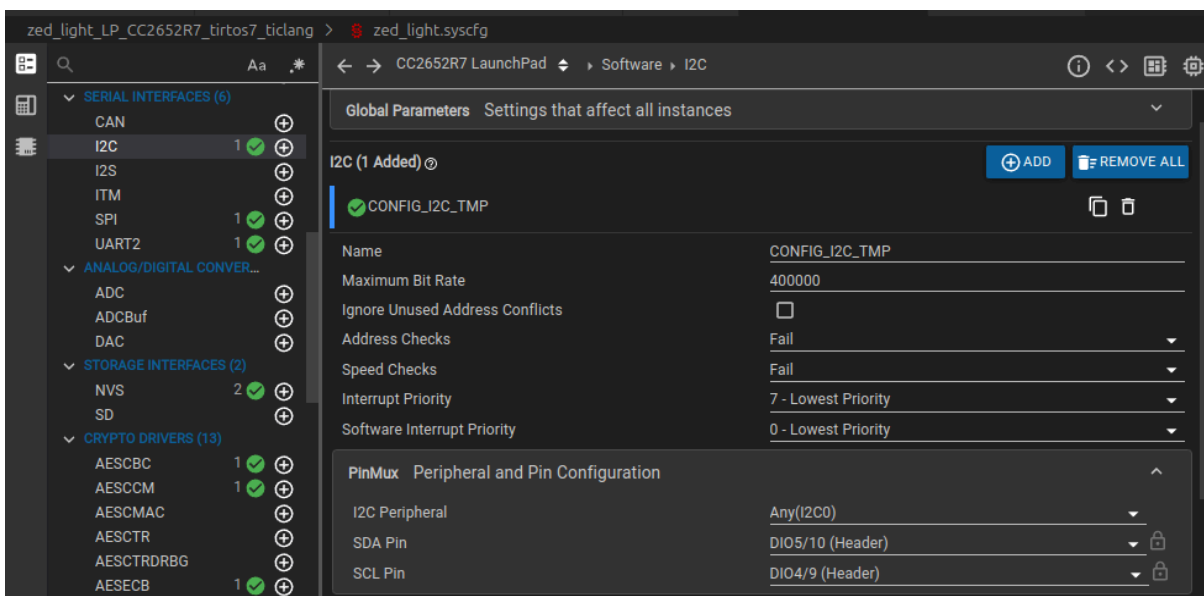 zed_light_LP_CC2652R7_tirtos7_ticlang > zed_light.syscfg
Aa .*
SERIAL INTERFACES (6)
CAN
I2C 1
I2S
ITM
SPI 1
UART2 1
ANALOG/DIGITAL CONVER...
ADC
ADCBuf
DAC
STORAGE INTERFACES (2)
NVS 2
SD
CRYPTO DRIVERS (13)
AESCBC 1
AESCCM 1
AESCMAC
AESCTR
AESCTRDRBG
AESECB 1
← → CC2652R7 LaunchPad ▸ Software ▸ I2C
Global Parameters Settings that affect all instances
I2C (1 Added)
ADD REMOVE ALL
CONFIG_I2C_TMP
Name CONFIG_I2C_TMP
Maximum Bit Rate 400000
Ignore Unused Address Conflicts
Address Checks Fail
Speed Checks Fail
Interrupt Priority 7 - Lowest Priority
Software Interrupt Priority 0 - Lowest Priority
PinMux Peripheral and Pin Configuration
I2C Peripheral Any(I2C0)
SDA Pin DIO5/10 (Header)
SCL Pin DIO4/9 (Header)